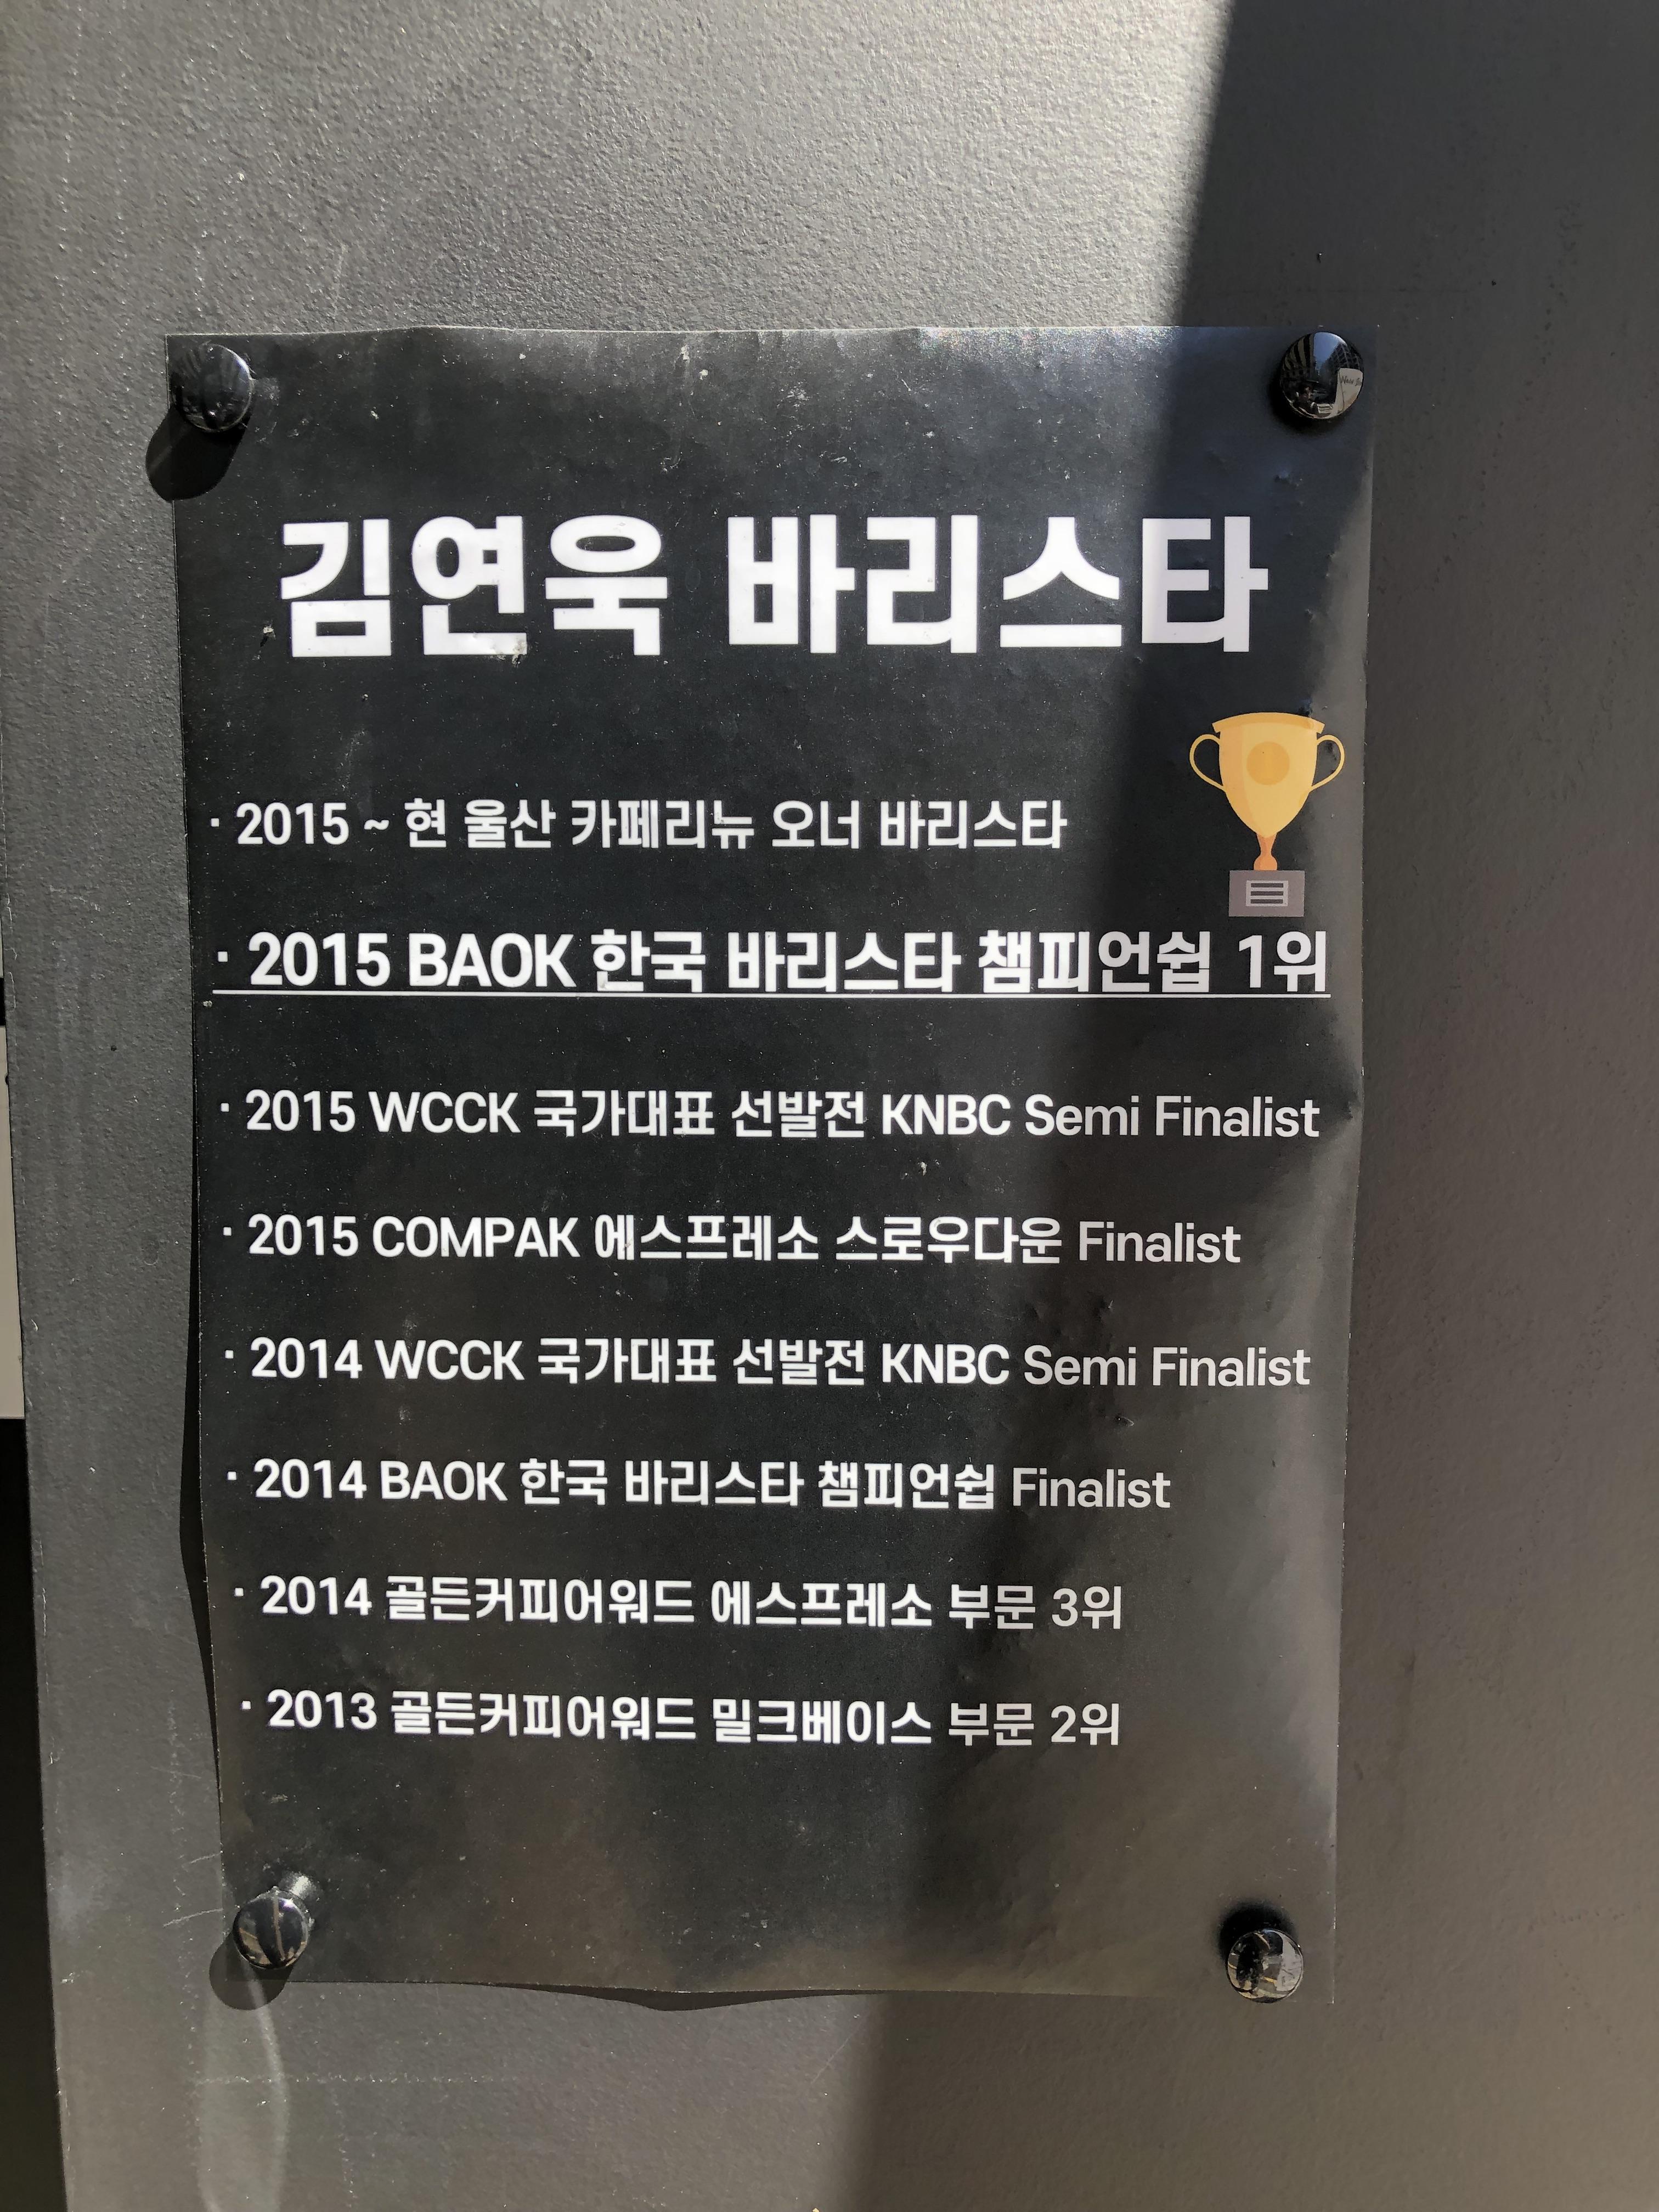 김연욱 바리스타
· 2015 ~ 현 울산 카페리뉴 오너 바리스타
· 2015 BAOK 한국 바리스타 챔피언쉽 1위
· 2015 WCCK 국가대표 선발전 KNBC Semi Finalist
· 2015 COMPAK 에스프레소 스로우다운 Finalist
· 2014 WCCK 국가대표 선발전 KNBC Semi Finalist
· 2014 BAOK 한국 바리스타 챔피언쉽 Finalist
· 2014 골든커피어워드 에스프레소 부문 3위
· 2013 골든커피어워드 밀크베이스 부문 2위